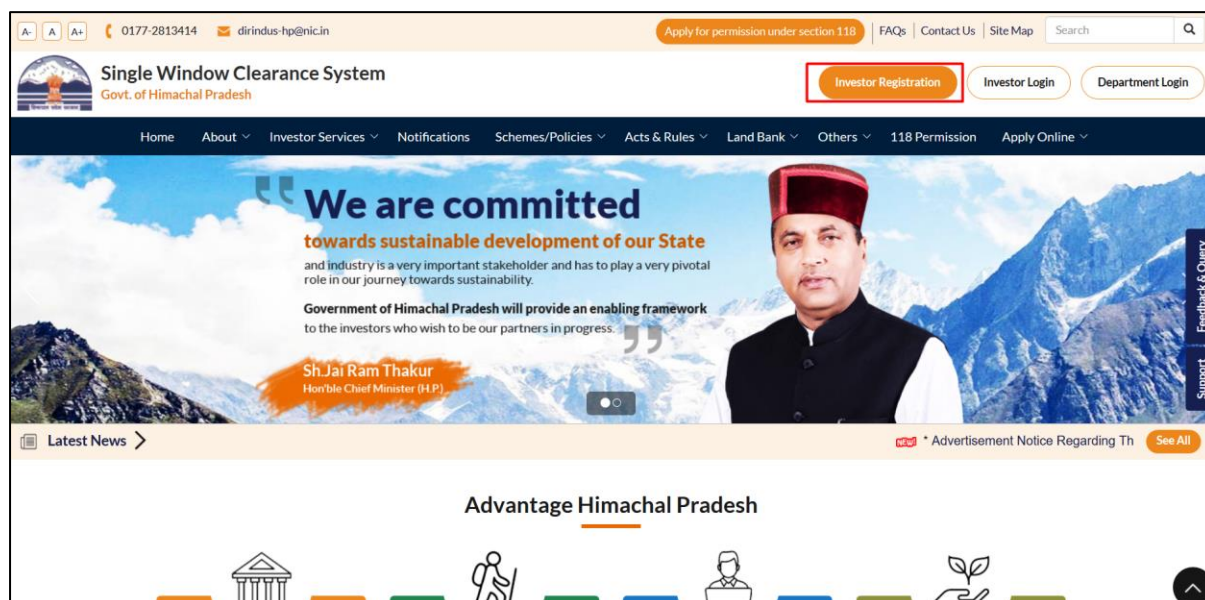 A- A A+ 0177-2813414 dirindus-hp@nic.in Apply for permission under section 118 FAQs Contact Us Site Map Search
Single Window Clearance System
Govt. of Himachal Pradesh
Investor Registration Investor Login Department Login
Home About Investor Services Notifications Schemes/Policies Acts & Rules Land Bank Others 118 Permission Apply Online
We are committed
towards sustainable development of our State
and industry is a very important stakeholder and has to play a very pivotal
role in our journey towards sustainability.
Government of Himachal Pradesh will provide an enabling framework
to the investors who wish to be our partners in progress.
Sh.Jai Ram Thakur
Hon'ble Chief Minister (H.P)
Feedback & Query
Support
Latest News * Advertisement Notice Regarding Th See All
Advantage Himachal Pradesh